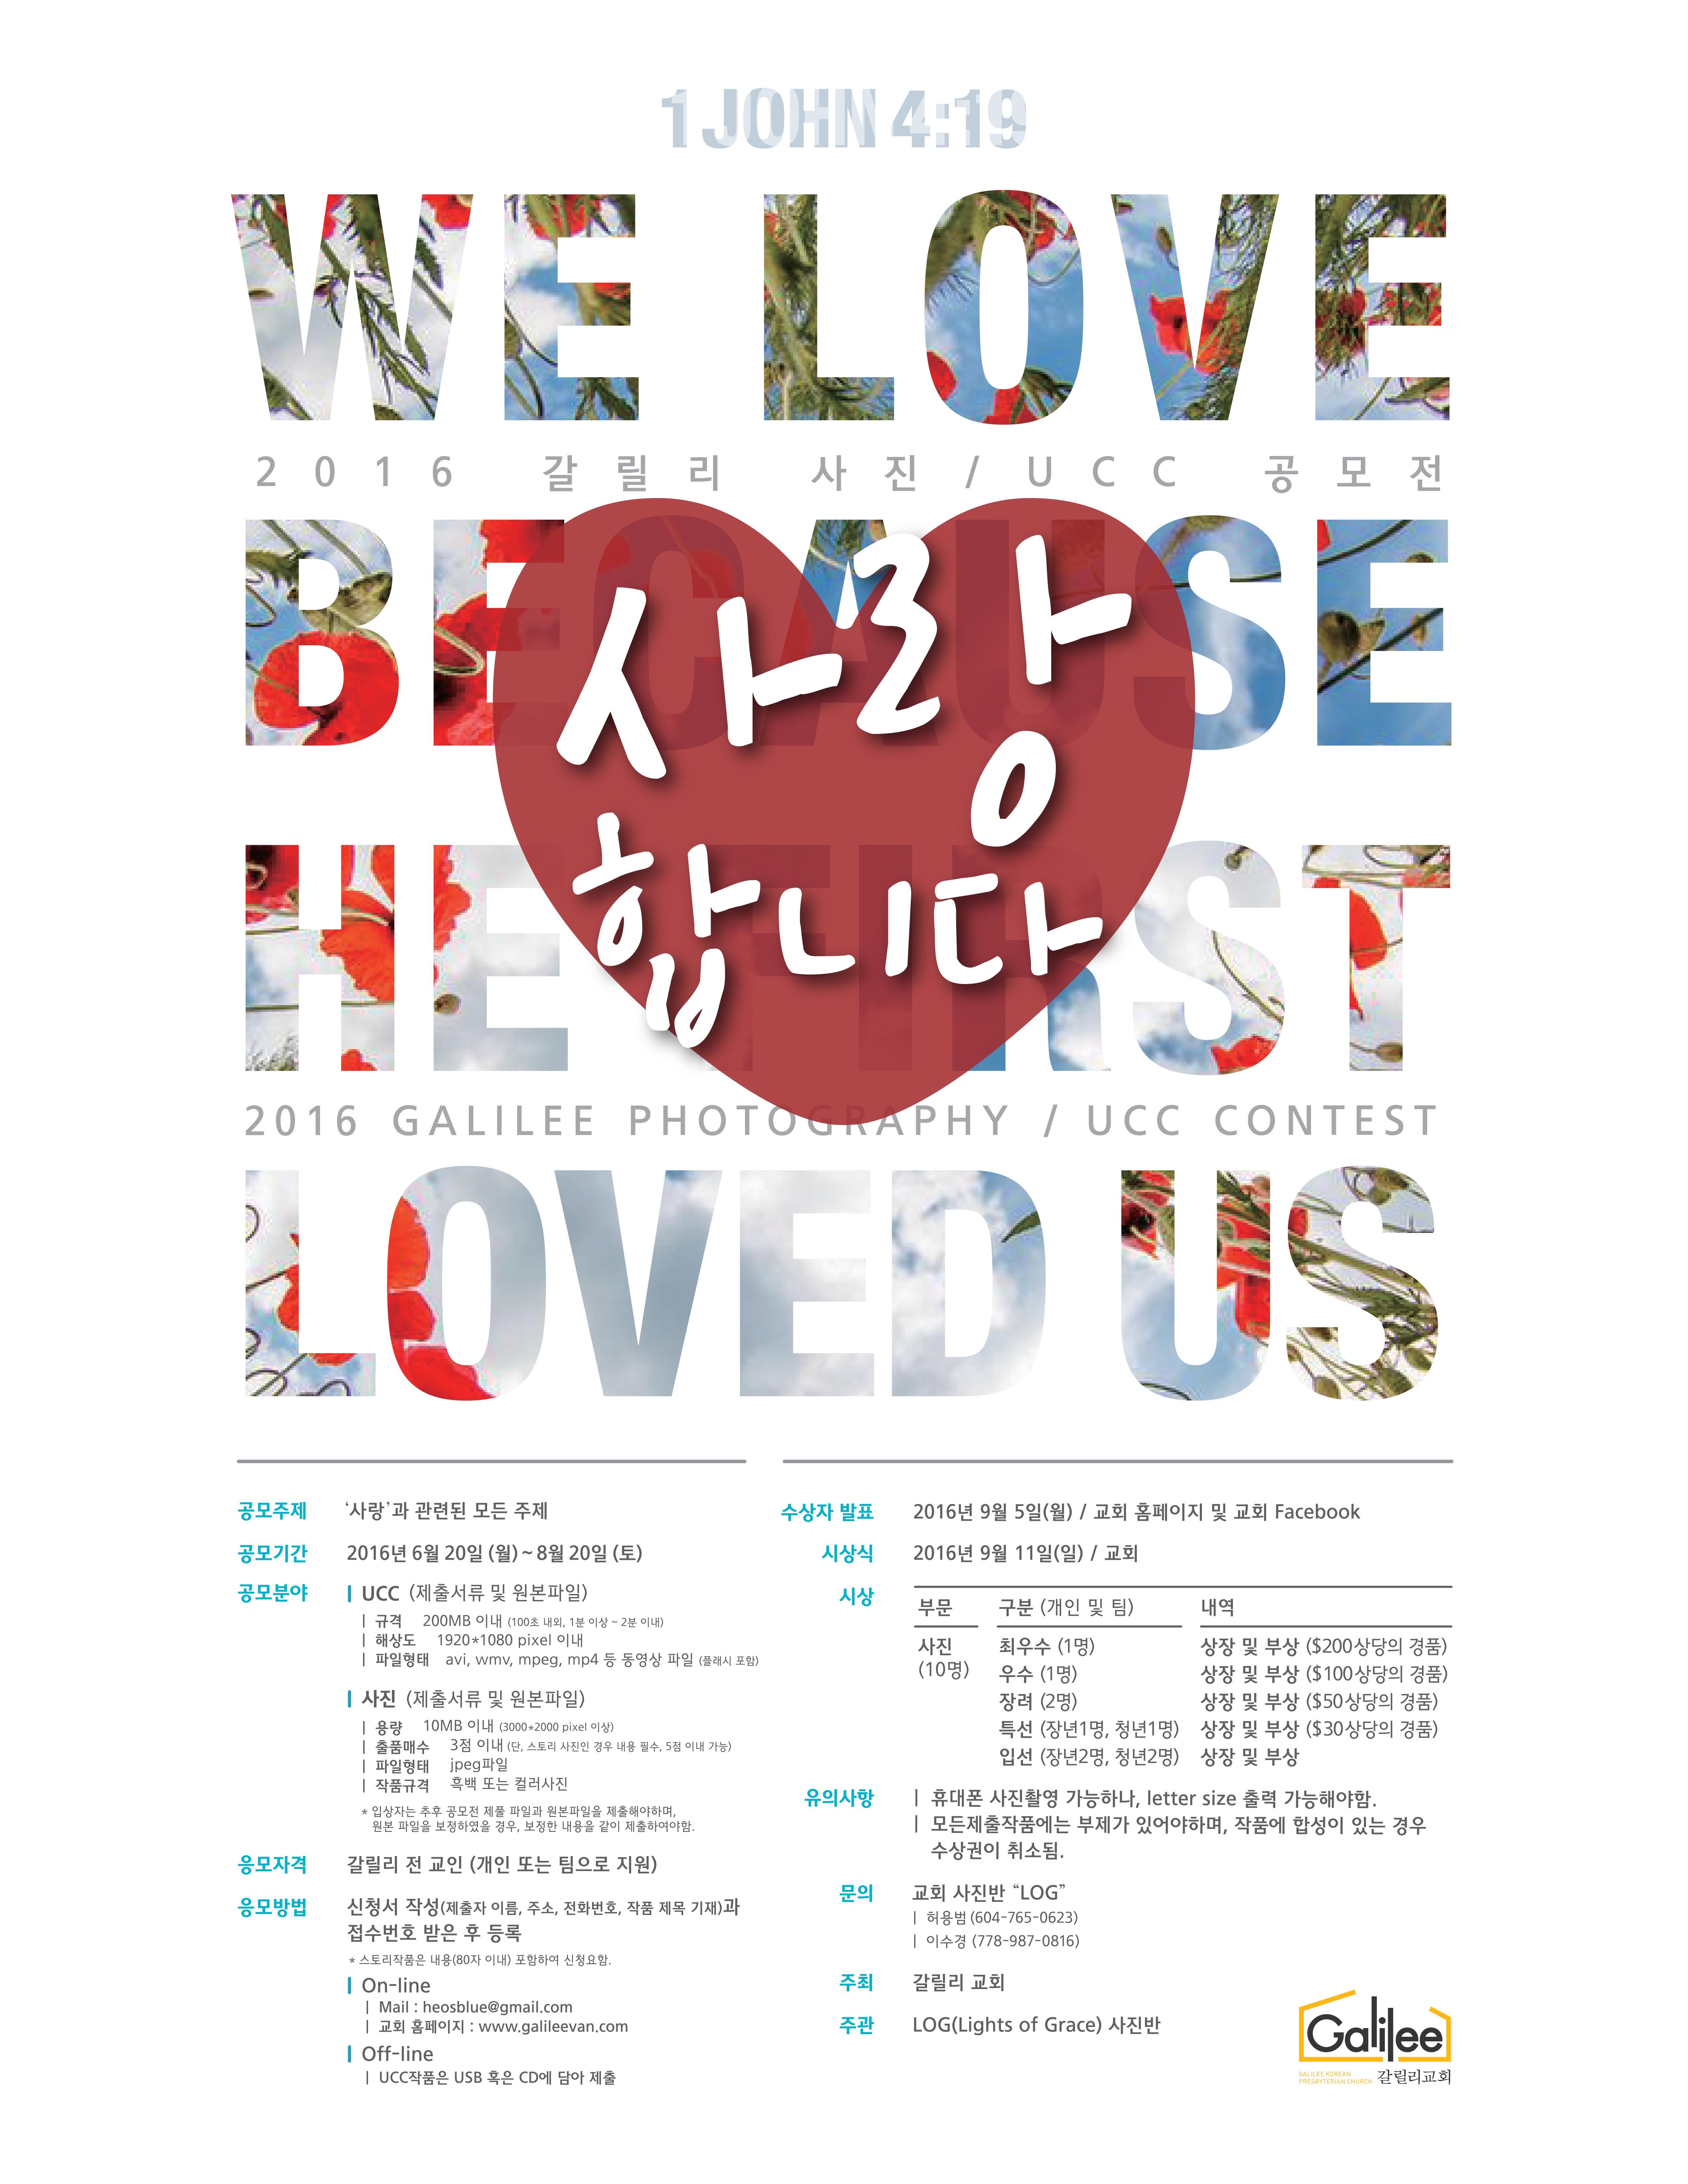 1 JOHN 4:19
WE LOVE
2016 갈릴리 사진/UCC 공모전
BECAUSE
사랑
합니다
HE FIRST
2016 GALILEE PHOTOGRAPHY / UCC CONTEST
LOVED US
공모주제 ‘사랑’과 관련된 모든 주제
공모기간 2016년 6월 20일 (월) ~ 8월 20일 (토)
공모분야 | UCC (제출서류 및 원본파일)
| 규격 200MB 이내 (100초 내외, 1분 이상 ~ 2분 이내)
| 해상도 1920*1080 pixel 이내
| 파일형태 avi, wmv, mpeg, mp4 등 동영상 파일 (플래시 포함)
| 사진 (제출서류 및 원본파일)
| 용량 10MB 이내 (3000*2000 pixel 이상)
| 출품매수 3점 이내 (단, 스토리 사진인 경우 내용 필수, 5점 이내 가능)
| 파일형태 jpeg파일
| 작품규격 흑백 또는 컬러사진
* 입상자는 추후 공모전 제풀 파일과 원본파일을 제출해야하며,
원본 파일을 보정하였을 경우, 보정한 내용을 같이 제출하여야함.
응모자격 갈릴리 전 교인 (개인 또는 팀으로 지원)
응모방법 신청서 작성(제출자 이름, 주소, 전화번호, 작품 제목 기재)과
접수번호 받은 후 등록
* 스토리작품은 내용(80자 이내) 포함하여 신청요함.
| On-line
| Mail : heosblue@gmail.com
| 교회 홈페이지 : www.galileevan.com
| Off-line
| UCC작품은 USB 혹은 CD에 담아 제출
수상자 발표 2016년 9월 5일(월) / 교회 홈페이지 및 교회 Facebook
시상식 2016년 9월 11일(일) / 교회
시상 부문 구분 (개인 및 팀) 내역
사진 최우수 (1명) 상장 및 부상 ($200상당의 경품)
(10명) 우수 (1명) 상장 및 부상 ($100상당의 경품)
장려 (2명) 상장 및 부상 ($50상당의 경품)
특선 (장년1명, 청년1명) 상장 및 부상 ($30상당의 경품)
입선 (장년2명, 청년2명) 상장 및 부상
유의사항 | 휴대폰 사진촬영 가능하나, letter size 출력 가능해야함.
| 모든제출작품에는 부제가 있어야하며, 작품에 합성이 있는 경우
수상권이 취소됨.
문의 교회 사진반 “LOG”
| 허용범 (604-765-0623)
| 이수경 (778-987-0816)
주최 갈릴리 교회
주관 LOG(Lights of Grace) 사진반
Galilee
GALILEE KOREAN
PRESBYTERIAN CHURCH 갈릴리교회